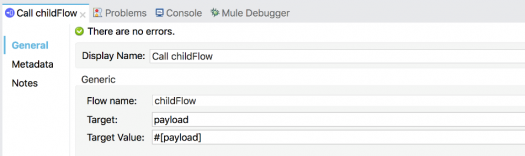 Call childFlow Problems Console Mule Debugger
General
Metadata
Notes
There are no errors.
Display Name: Call childFlow
Generic
Flow name: childFlow
Target: payload
Target Value: #[payload]